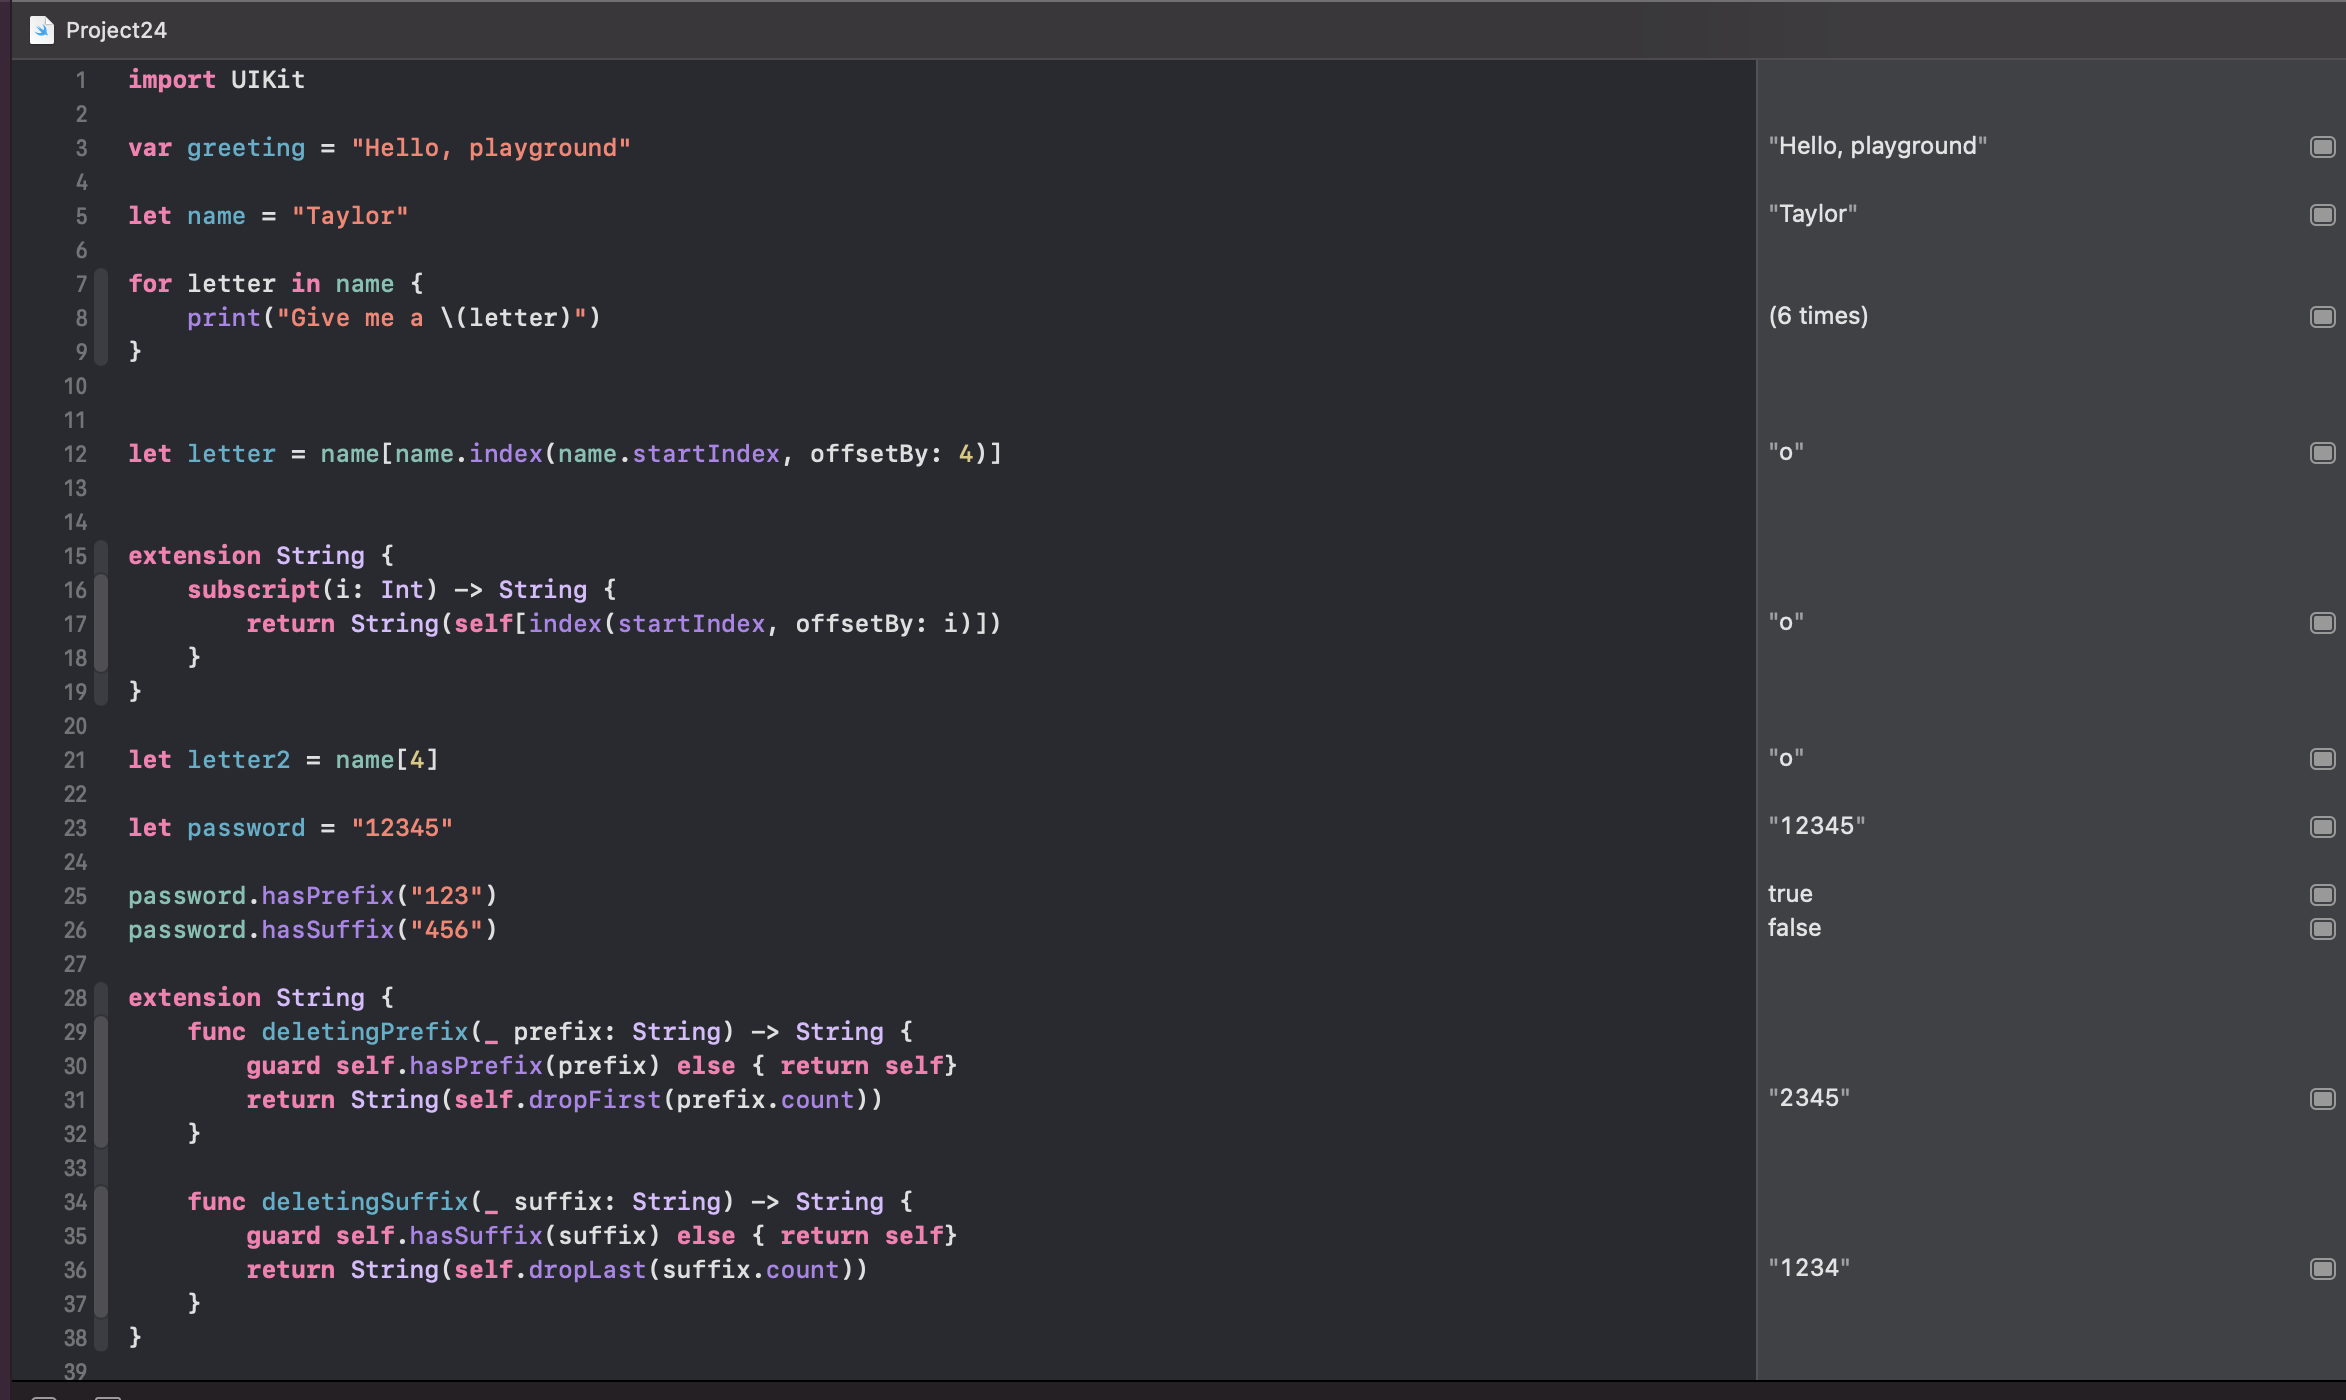 Project24
1 import UIKit
2
3 var greeting = "Hello, playground" "Hello, playground"
4
5 let name = "Taylor" "Taylor"
6
7 for letter in name {
8     print("Give me a \(letter)") (6 times)
9 }
10
11
12 let letter = name[name.index(name.startIndex, offsetBy: 4)] "o"
13
14
15 extension String {
16     subscript(i: Int) -> String {
17         return String(self[index(startIndex, offsetBy: i)]) "o"
18     }
19 }
20
21 let letter2 = name[4] "o"
22
23 let password = "12345" "12345"
24
25 password.hasPrefix("123") true
26 password.hasSuffix("456") false
27
28 extension String {
29     func deletingPrefix(_ prefix: String) -> String {
30         guard self.hasPrefix(prefix) else { return self}
31         return String(self.dropFirst(prefix.count)) "2345"
32     }
33
34     func deletingSuffix(_ suffix: String) -> String {
35         guard self.hasSuffix(suffix) else { return self}
36         return String(self.dropLast(suffix.count)) "1234"
37     }
38 }
39